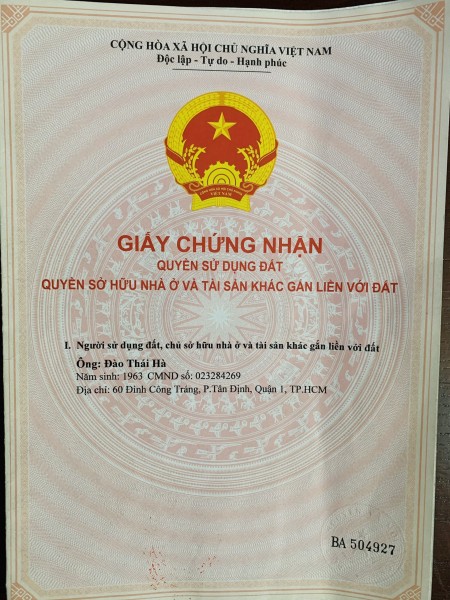 CỘNG HÒA XÃ HỘI CHỦ NGHĨA VIỆT NAM
Độc lập - Tự do - Hạnh phúc
VIỆT NAM
GIẤY CHỨNG NHẬN
QUYỀN SỬ DỤNG ĐẤT
QUYỀN SỞ HỮU NHÀ Ở VÀ TÀI SẢN KHÁC GẮN LIỀN VỚI ĐẤT
I. Người sử dụng đất, chủ sở hữu nhà ở và tài sản khác gắn liền với đất
Ông: Đào Thái Hà
Năm sinh: 1963 CMND số: 023284269
Địa chỉ: 60 Đinh Công Tráng, P.Tân Định, Quận 1, TP.HCM
BA 504927